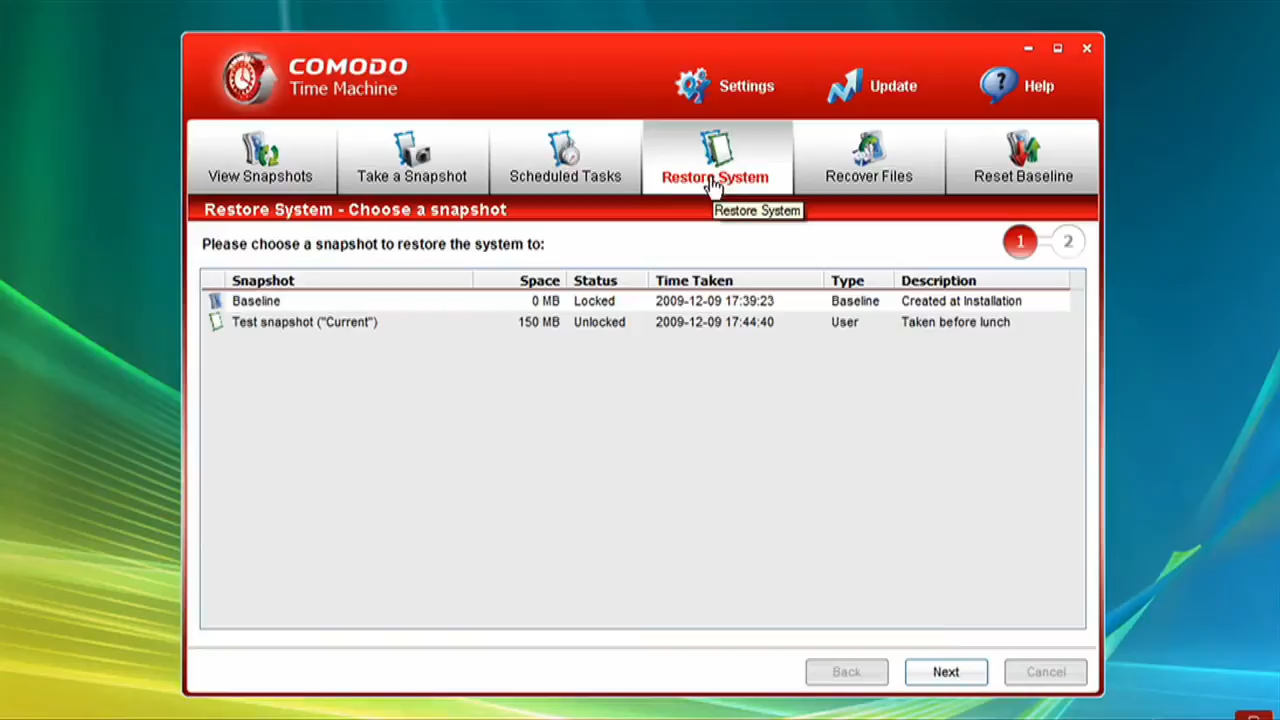 COMODO
Time Machine
Settings
Update
Help
View Snapshots
Take a Snapshot
Scheduled Tasks
Restore System
Recover Files
Reset Baseline
Restore System - Choose a snapshot
Restore System
Please choose a snapshot to restore the system to:
1
2
Snapshot Space Status Time Taken Type Description
Baseline 0 MB Locked 2009-12-09 17:39:23 Baseline Created at Installation
Test snapshot ("Current") 150 MB Unlocked 2009-12-09 17:44:40 User Taken before lunch
Back
Next
Cancel